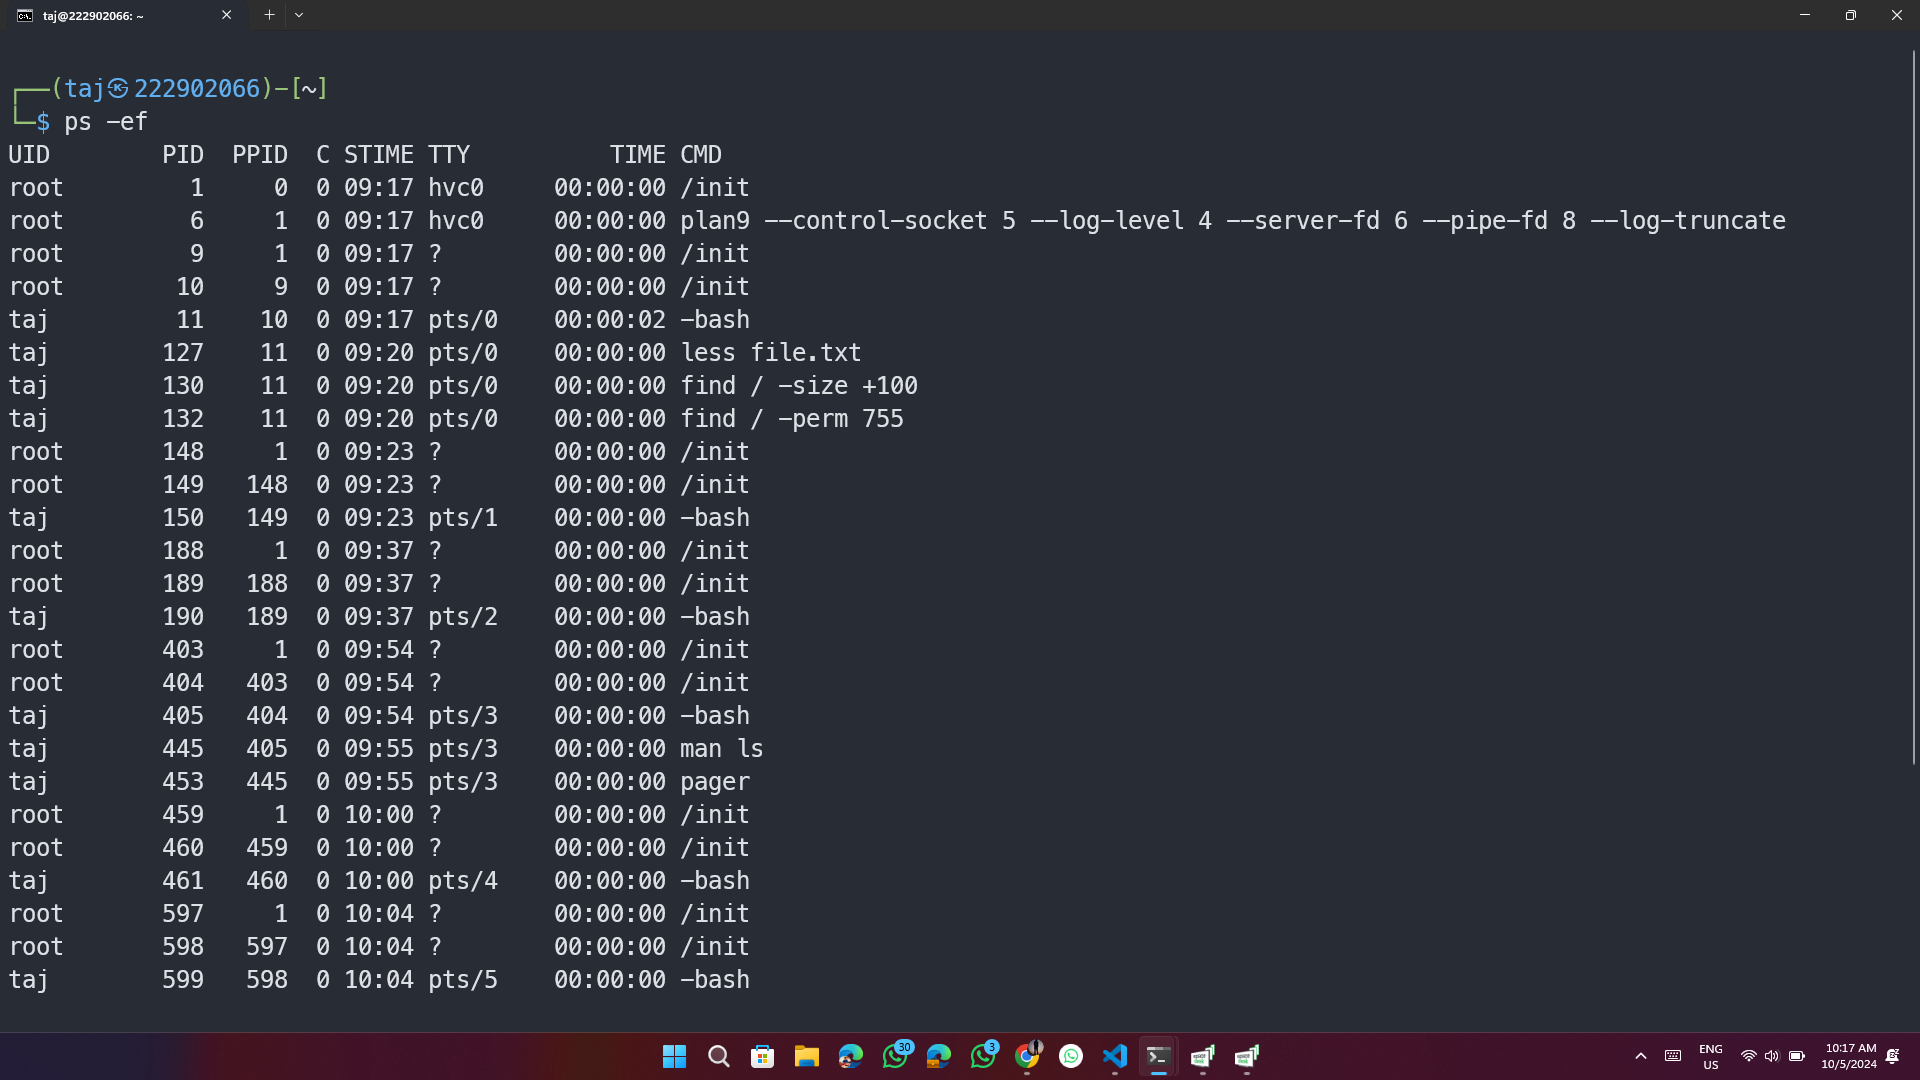 taj@222902066: ~
┌──(taj㉿222902066)-[~]
└─$ ps -ef
UID        PID  PPID  C STIME TTY          TIME CMD
root         1     0  0 09:17 hvc0     00:00:00 /init
root         6     1  0 09:17 hvc0     00:00:00 plan9 --control-socket 5 --log-level 4 --server-fd 6 --pipe-fd 8 --log-truncate
root         9     1  0 09:17 ?        00:00:00 /init
root        10     9  0 09:17 ?        00:00:00 /init
taj         11    10  0 09:17 pts/0    00:00:02 -bash
taj        127    11  0 09:20 pts/0    00:00:00 less file.txt
taj        130    11  0 09:20 pts/0    00:00:00 find / -size +100
taj        132    11  0 09:20 pts/0    00:00:00 find / -perm 755
root       148     1  0 09:23 ?        00:00:00 /init
root       149   148  0 09:23 ?        00:00:00 /init
taj        150   149  0 09:23 pts/1    00:00:00 -bash
root       188     1  0 09:37 ?        00:00:00 /init
root       189   188  0 09:37 ?        00:00:00 /init
taj        190   189  0 09:37 pts/2    00:00:00 -bash
root       403     1  0 09:54 ?        00:00:00 /init
root       404   403  0 09:54 ?        00:00:00 /init
taj        405   404  0 09:54 pts/3    00:00:00 -bash
taj        445   405  0 09:55 pts/3    00:00:00 man ls
taj        453   445  0 09:55 pts/3    00:00:00 pager
root       459     1  0 10:00 ?        00:00:00 /init
root       460   459  0 10:00 ?        00:00:00 /init
taj        461   460  0 10:00 pts/4    00:00:00 -bash
root       597     1  0 10:04 ?        00:00:00 /init
root       598   597  0 10:04 ?        00:00:00 /init
taj        599   598  0 10:04 pts/5    00:00:00 -bash
30
3
ENG
US
10:17 AM
10/5/2024